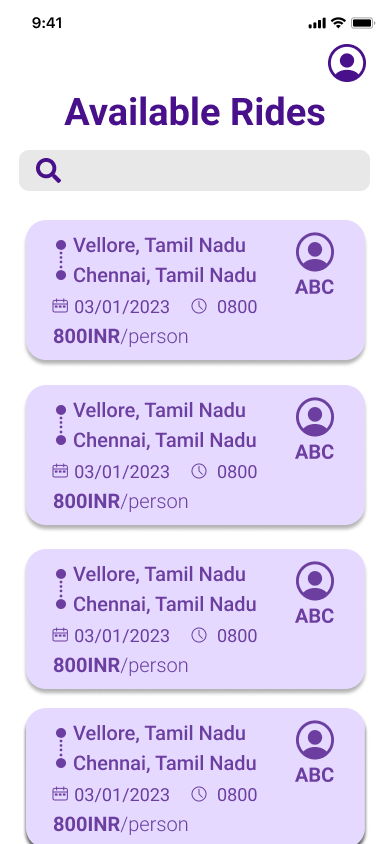 9:41
Available Rides
Vellore, Tamil Nadu
Chennai, Tamil Nadu
ABC
03/01/2023 0800
800INR/person
Vellore, Tamil Nadu
Chennai, Tamil Nadu
ABC
03/01/2023 0800
800INR/person
Vellore, Tamil Nadu
Chennai, Tamil Nadu
ABC
03/01/2023 0800
800INR/person
Vellore, Tamil Nadu
Chennai, Tamil Nadu
ABC
03/01/2023 0800
800INR/person